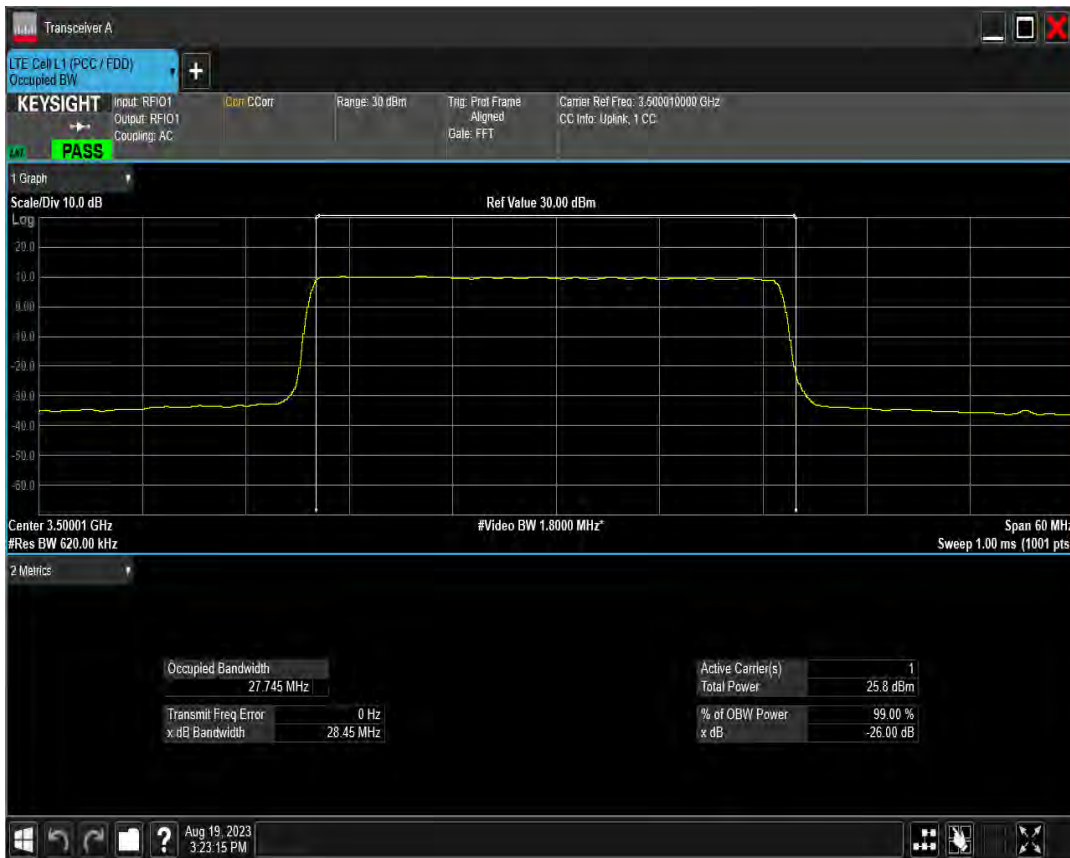 Transceiver A
LTE Cell L1 (PCC / FDD)
Occupied BW
+
KEYSIGHT
Input: RFIO1
Output: RFIO1
Coupling: AC
Corr CCorr
Range: 30 dBm
Trig: Prot Frame
Aligned
Gate: FFT
Carrier Ref Freq: 3.500010000 GHz
CC Info: Uplink, 1 CC
PASS
1 Graph
Scale/Div 10.0 dB
Ref Value 30.00 dBm
Log
20.0
10.0
0.00
-10.0
-20.0
-30.0
-40.0
-50.0
-60.0
Center 3.50001 GHz
#Video BW 1.8000 MHz*
Span 60 MHz
#Res BW 620.00 kHz
Sweep 1.00 ms (1001 pts
2 Metrics
Occupied Bandwidth
27.745 MHz
Transmit Freq Error 0 Hz
x dB Bandwidth 28.45 MHz
Active Carrier(s) 1
Total Power 25.8 dBm
% of OBW Power 99.00 %
x dB -26.00 dB
?
Aug 19, 2023
3:23:15 PM